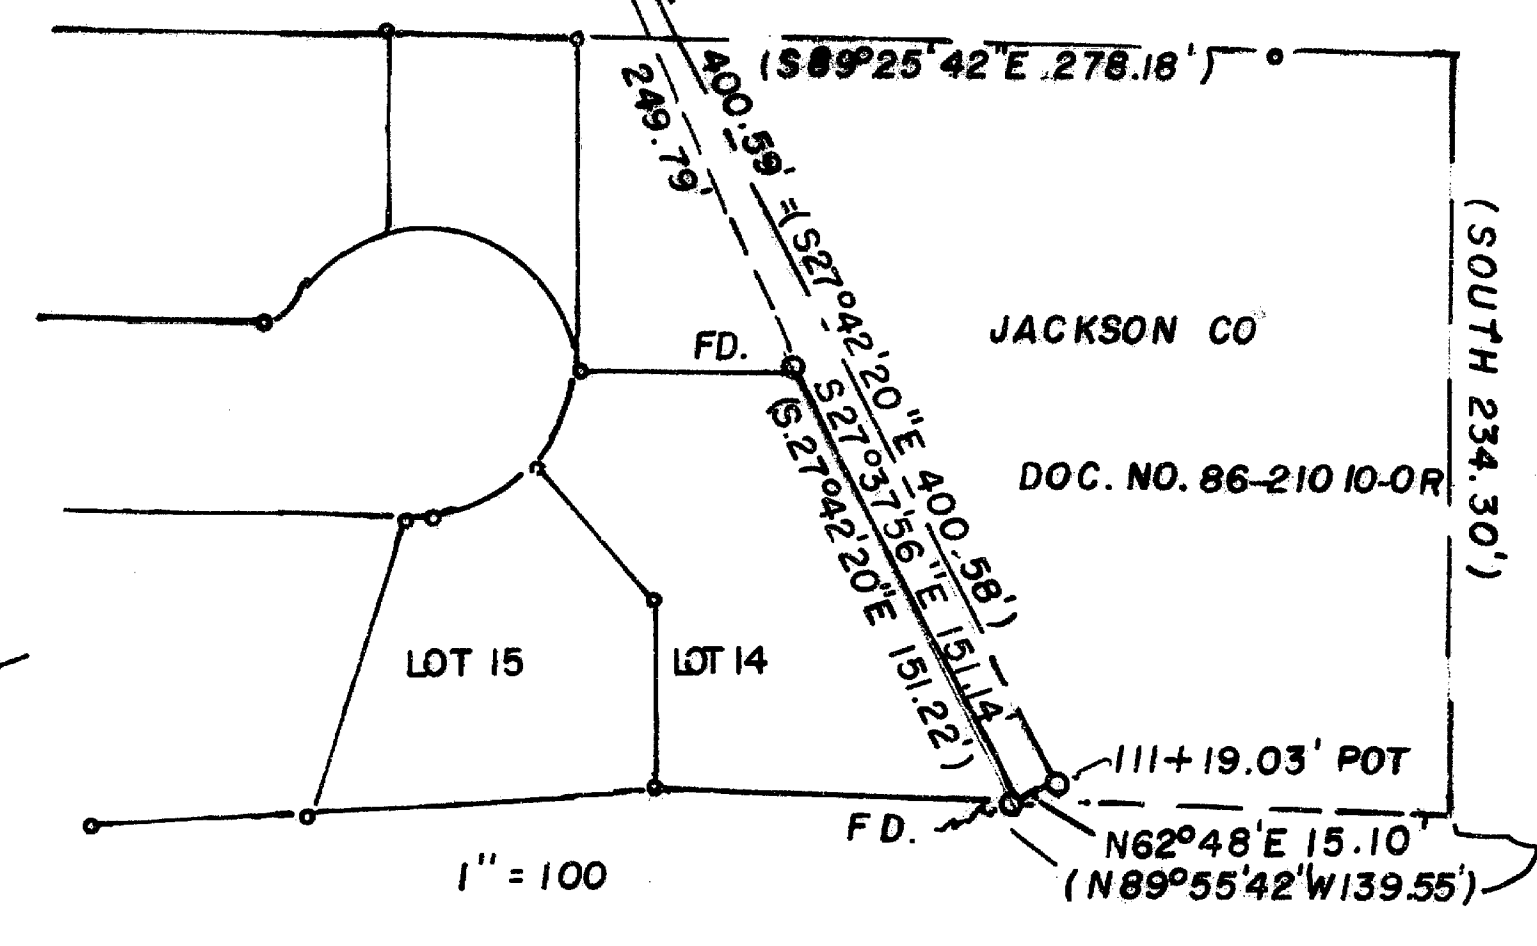 (S89°25'42"E 278.18')
249.79'
400.59' =(S27°42'20"E 400.58')
(SOUTH 234.30')
JACKSON CO
FD.
S27°37'56"E 151.14'
(S.27°42'20"E 151.22')
DOC. NO. 86-21010-OR
LOT 15
LOT 14
111+19.03' POT
FD.
N62°48'E 15.10'
(N89°55'42"W139.55')
1"=100